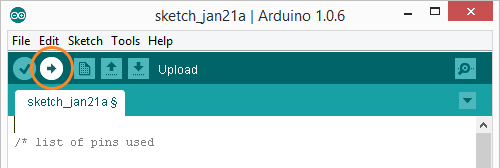 sketch_jan21a | Arduino 1.0.6
File Edit Sketch Tools Help
Upload
sketch_jan21a §
/* list of pins used